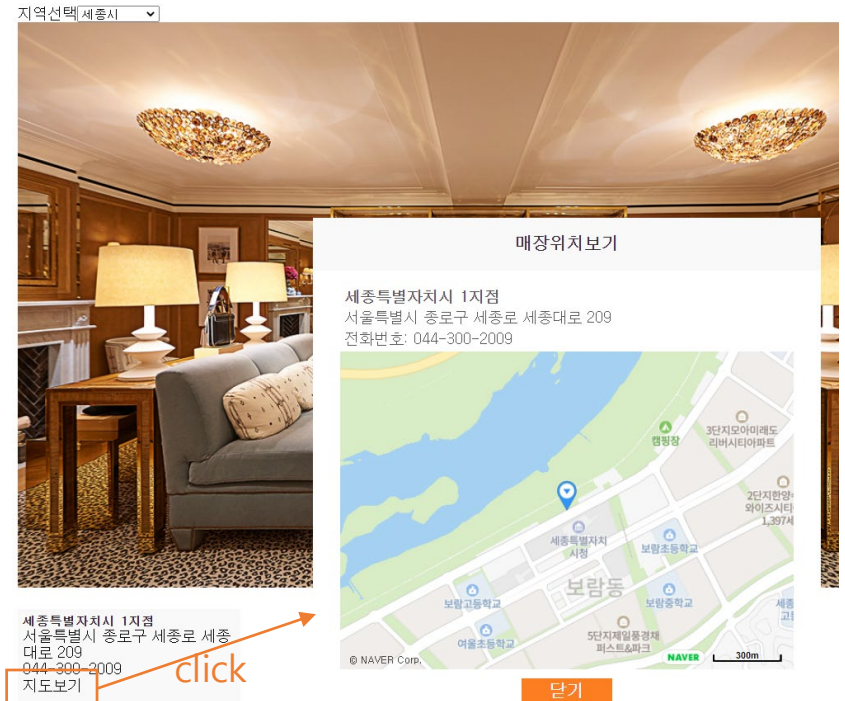 지역선택 세종시
매장위치보기
세종특별자치시 1지점
서울특별시 종로구 세종로 세종대로 209
전화번호: 044-300-2009
캠핑장
3단지모아미래도
리버시티아파트
2단지한양
와이즈시티
1,397세
세종특별자치
시청
보람초등학교
보람동
보람고등학교
보람중학교
세종
고등
여울초등학교
5단지제일풍경채
퍼스트&파크
© NAVER Corp.
NAVER
300m
닫기
세종특별자치시 1지점
서울특별시 종로구 세종로 세종
대로 209
044-300-2009
지도보기
click